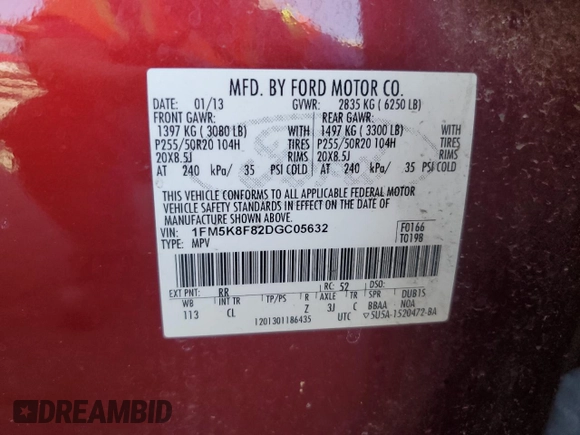 MFD. BY FORD MOTOR CO.
DATE: 01/13 GVWR: 2835 KG ( 6250 LB)
FRONT GAWR: REAR GAWR:
1397 KG ( 3080 LB) WITH 1497 KG ( 3300 LB) WITH
P255/50R20 104H TIRES P255/50R20 104H TIRES
20X8.5J RIMS 20X8.5J RIMS
AT 240 kPa/ 35 PSI COLD AT 240 kPa/ 35 PSI COLD
THIS VEHICLE CONFORMS TO ALL APPLICABLE FEDERAL MOTOR
VEHICLE SAFETY STANDARDS IN EFFECT ON THE DATE OF
MANUFACTURE SHOWN ABOVE.
VIN: 1FM5K8F82DGC05632 F0166
TYPE: MPV T0198
EXT PNT: RR RC: 52 DSO:
WB INT TR TP/PS R AXLE TR SPR DUB1S
113 CL Z 3J C BBAA NOA
1201301186435 UTC ▽5U5A-1520472-BA
DREAMBID